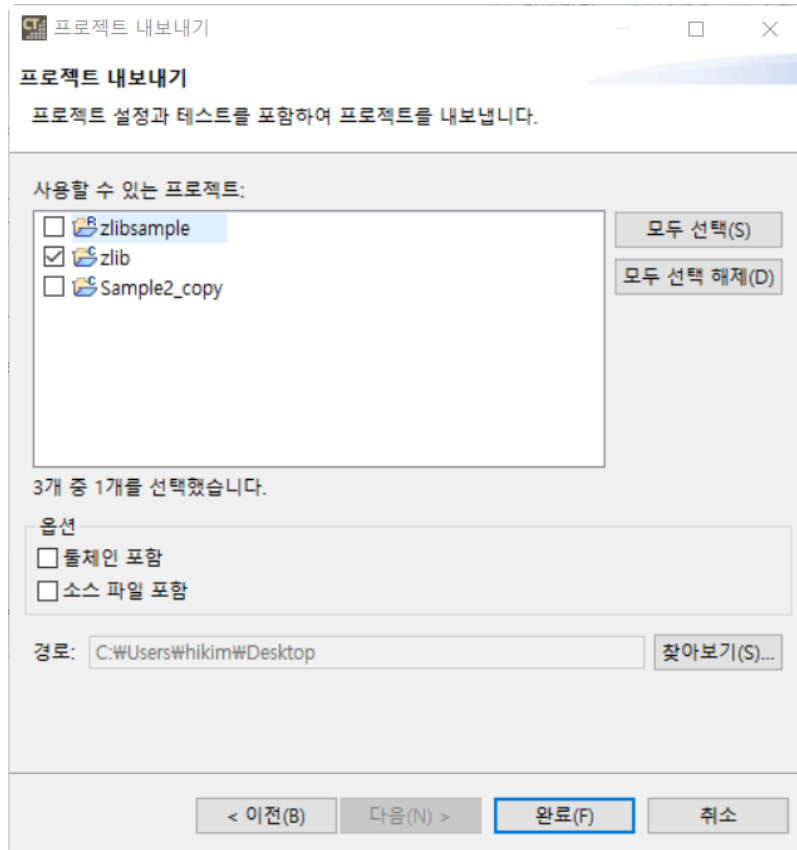 CT 프로젝트 내보내기
프로젝트 내보내기
프로젝트 설정과 테스트를 포함하여 프로젝트를 내보냅니다.
사용할 수 있는 프로젝트:
R zlibsample
C zlib
C Sample2_copy
모두 선택(S)
모두 선택 해제(D)
3개 중 1개를 선택했습니다.
옵션
툴체인 포함
소스 파일 포함
경로: C:₩Users₩hikim₩Desktop 찾아보기(S)...
< 이전(B) 다음(N) > 완료(F) 취소